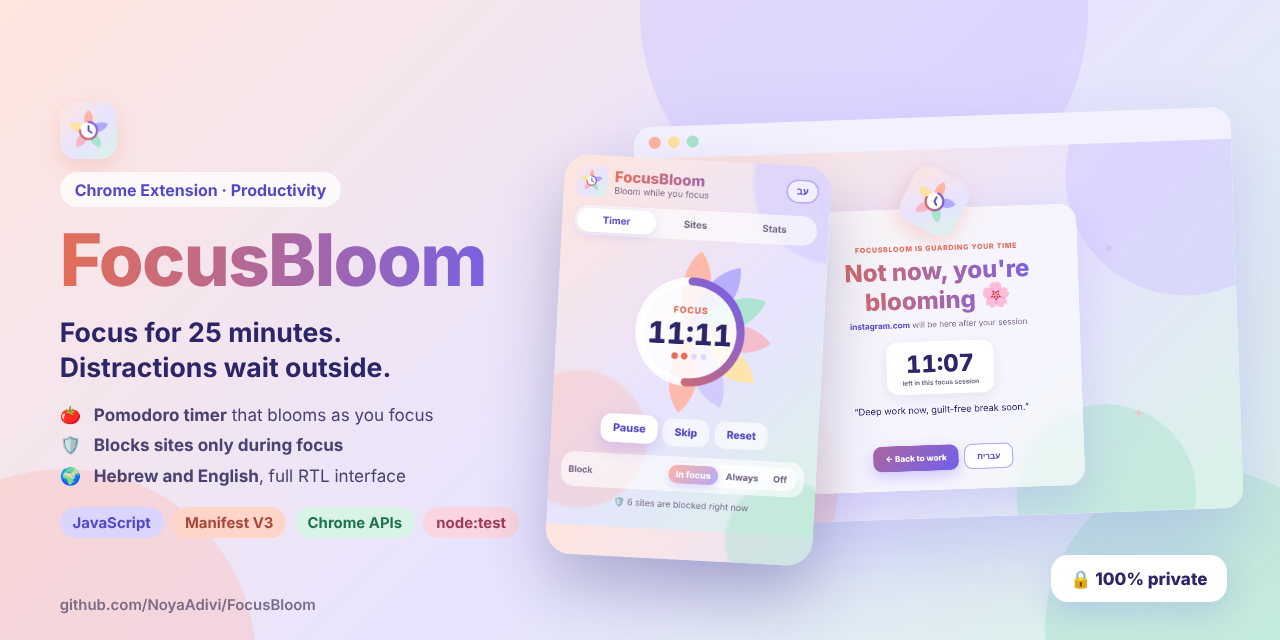 Chrome Extension · Productivity
FocusBloom
Focus for 25 minutes.
Distractions wait outside.
🍅 Pomodoro timer that blooms as you focus
🛡️ Blocks sites only during focus
🌍 Hebrew and English, full RTL interface
JavaScript Manifest V3 Chrome APIs node:test
github.com/NoyaAdivi/FocusBloom
FocusBloom
Bloom while you focus
עב
Timer Sites Stats
FOCUS
11:11
Pause Skip Reset
Block In focus Always Off
🛡️ 6 sites are blocked right now
FOCUSBLOOM IS GUARDING YOUR TIME
Not now, you're
blooming 🌸
instagram.com will be here after your session
11:07
left in this focus session
“Deep work now, guilt-free break soon.”
← Back to work עברית
🔒 100% private